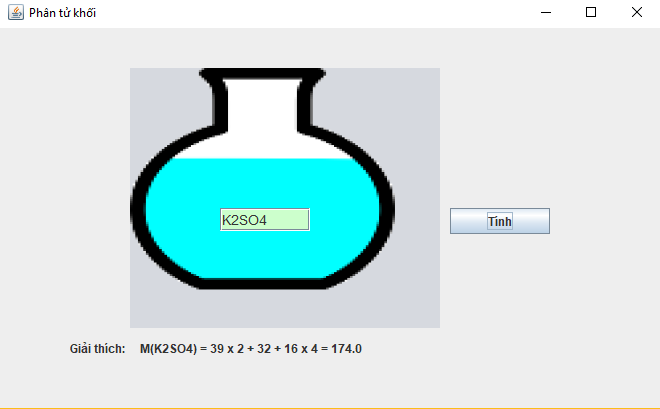 Phân tử khối
K2SO4
Tính
Giải thích: M(K2SO4) = 39 x 2 + 32 + 16 x 4 = 174.0